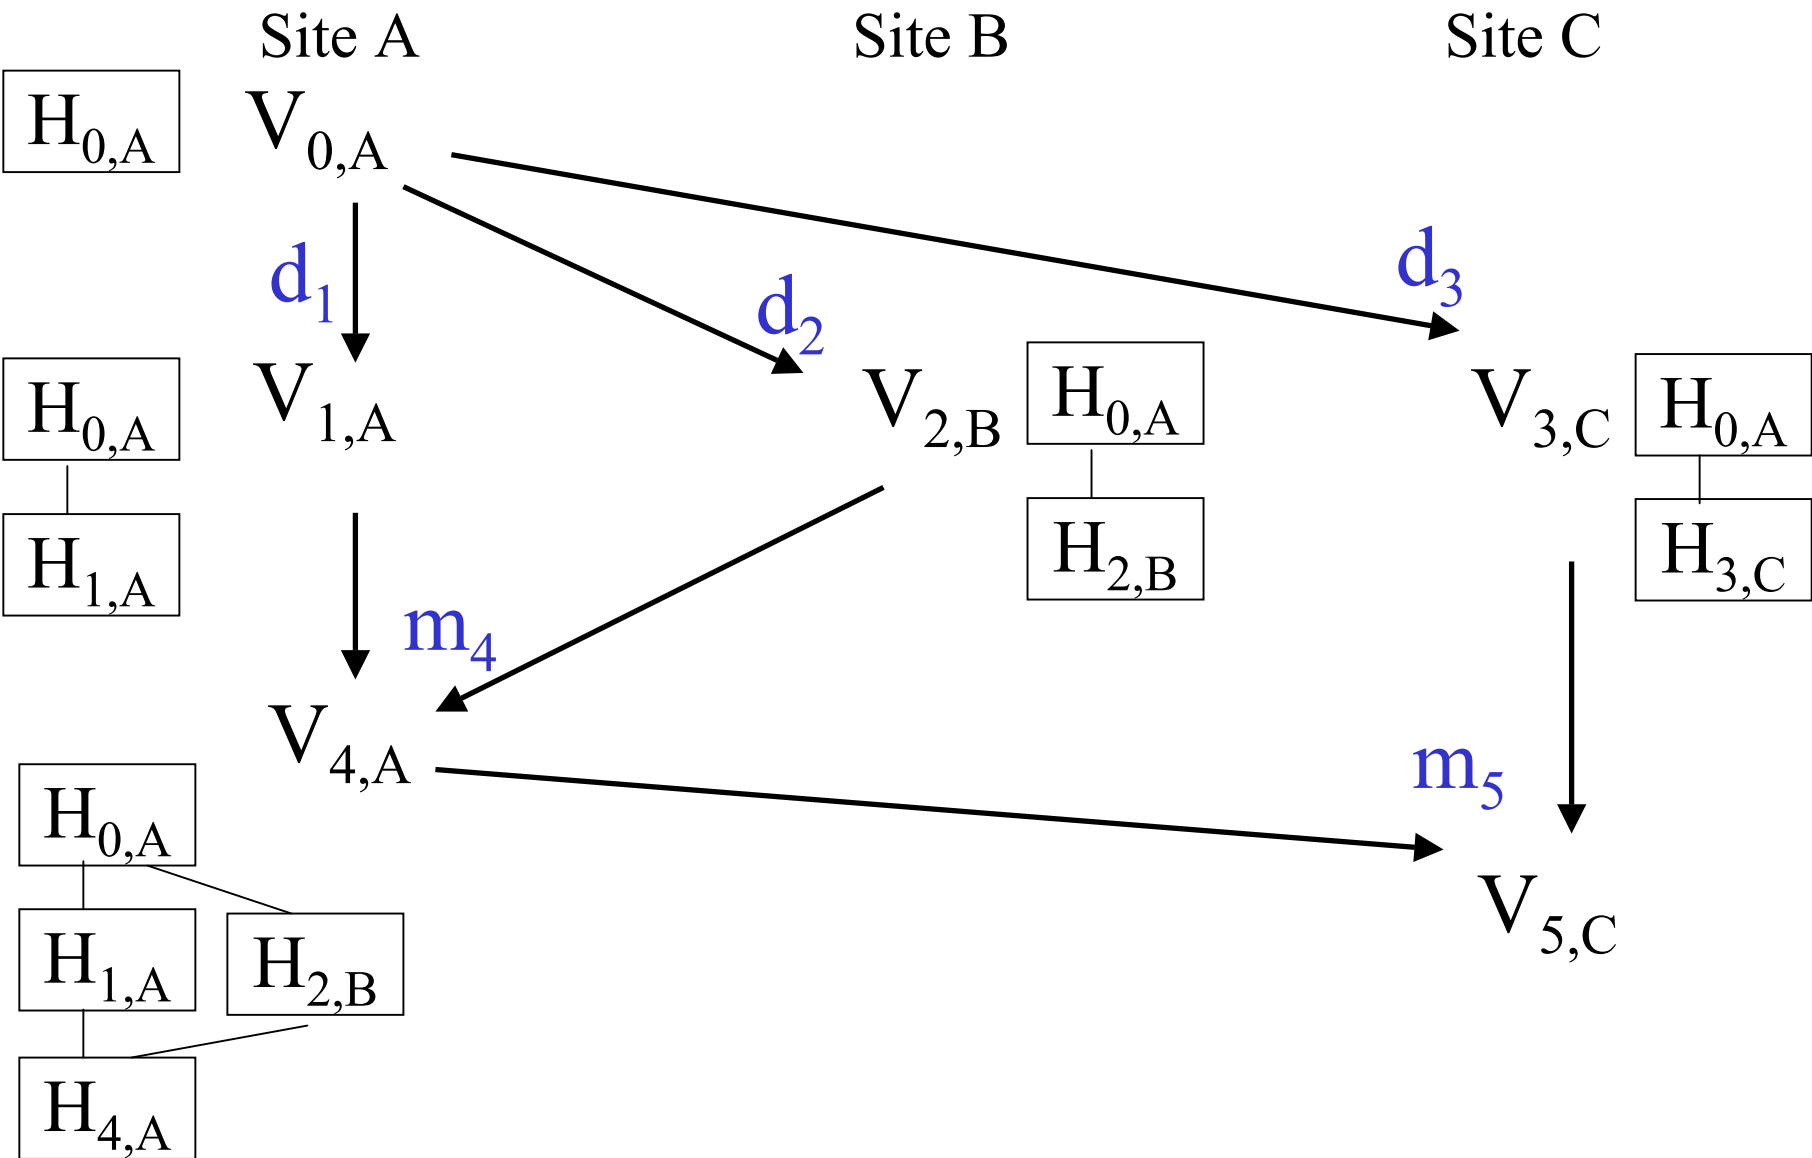 Site A Site B Site C
H0,A V0,A
d1 d2 d3
H0,A V1,A V2,B H0,A V3,C H0,A
H1,A H2,B H3,C
m4
V4,A m5
H0,A
V5,C
H1,A H2,B
H4,A